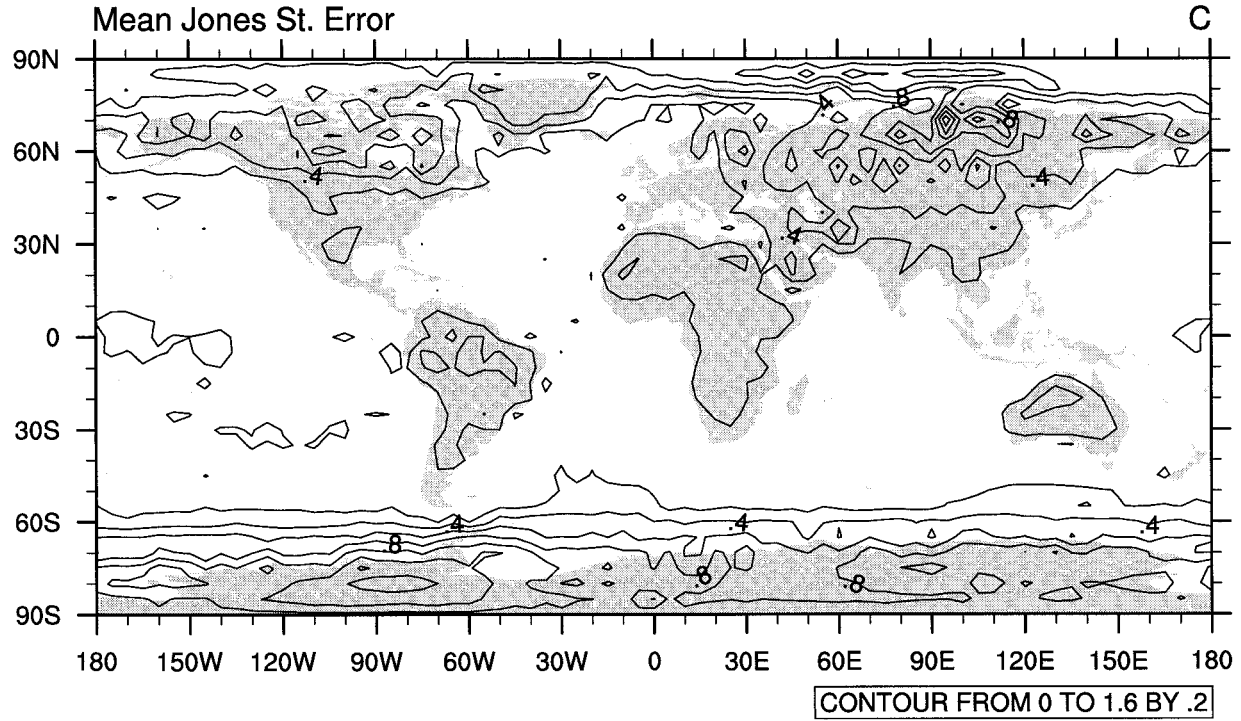 Mean Jones St. Error C
90N
60N
30N
0
30S
60S
90S
.4 .8 .8
.4 .4
.4
.4 .4 .4
.8
.8 .8
180 150W 120W 90W 60W 30W 0 30E 60E 90E 120E 150E 180
CONTOUR FROM 0 TO 1.6 BY .2